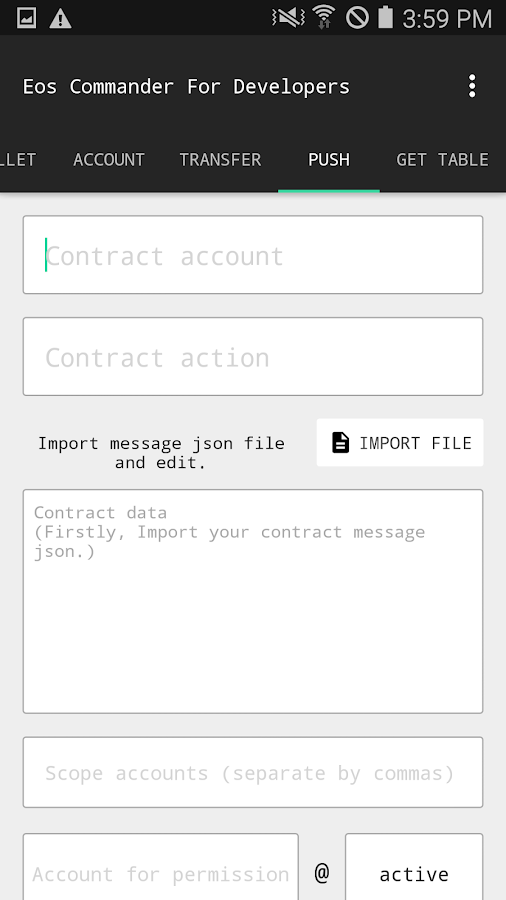 3:59 PM
Eos Commander For Developers
LLET ACCOUNT TRANSFER PUSH GET TABLE
Contract account
Contract action
Import message json file
and edit.
IMPORT FILE
Contract data
(Firstly, Import your contract message
json.)
Scope accounts (separate by commas)
Account for permission @ active